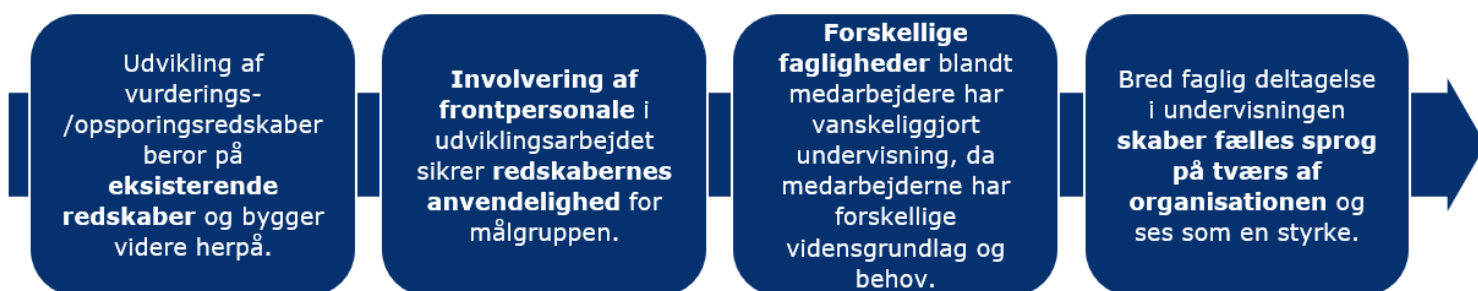 Udvikling af
vurderings-
/opsporingsredskaber
beror på
eksisterende
redskaber og bygger
videre herpå.
Involvering af
frontpersonale i
udviklingsarbejdet
sikrer redskabernes
anvendelighed for
målgruppen.
Forskellige
fagligheder blandt
medarbejdere har
vanskeliggjort
undervisning, da
medarbejderne har
forskellige
vidensgrundlag og
behov.
Bred faglig deltagelse
i undervisningen
skaber fælles sprog
på tværs af
organisationen og
ses som en styrke.